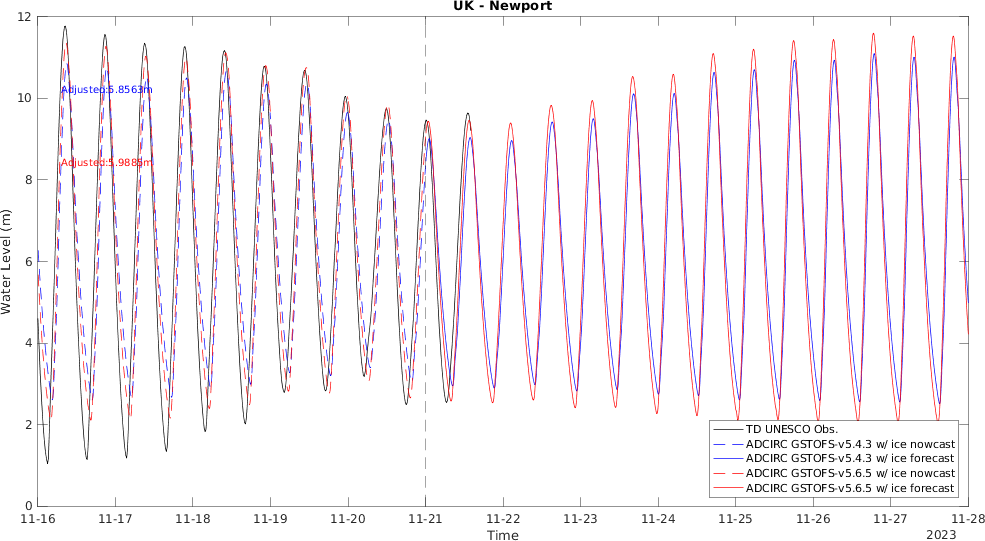 UK - Newport
12
10
8
6
4
2
0
Water Level (m)
Adjusted:5.8563m
Adjusted:5.9885m
TD UNESCO Obs.
ADCIRC GSTOFS-v5.4.3 w/ ice nowcast
ADCIRC GSTOFS-v5.4.3 w/ ice forecast
ADCIRC GSTOFS-v5.6.5 w/ ice nowcast
ADCIRC GSTOFS-v5.6.5 w/ ice forecast
11-16 11-17 11-18 11-19 11-20 11-21 11-22 11-23 11-24 11-25 11-26 11-27 11-28
Time
2023